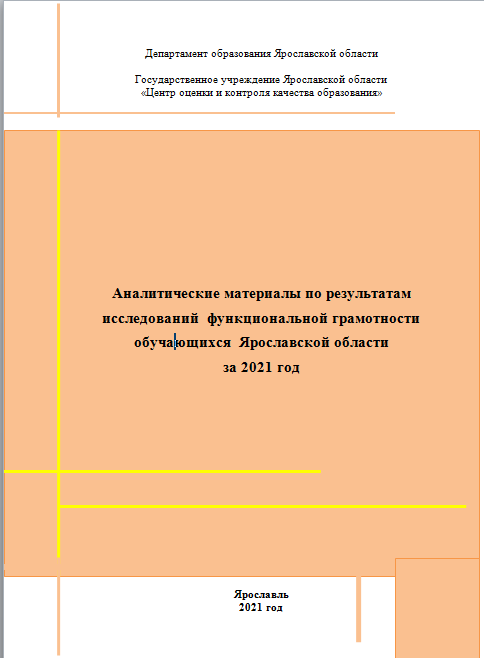 Департамент образования Ярославской области
Государственное учреждение Ярославской области
«Центр оценки и контроля качества образования»
Аналитические материалы по результатам
исследований функциональной грамотности
обучающихся Ярославской области
за 2021 год
Ярославль
2021 год